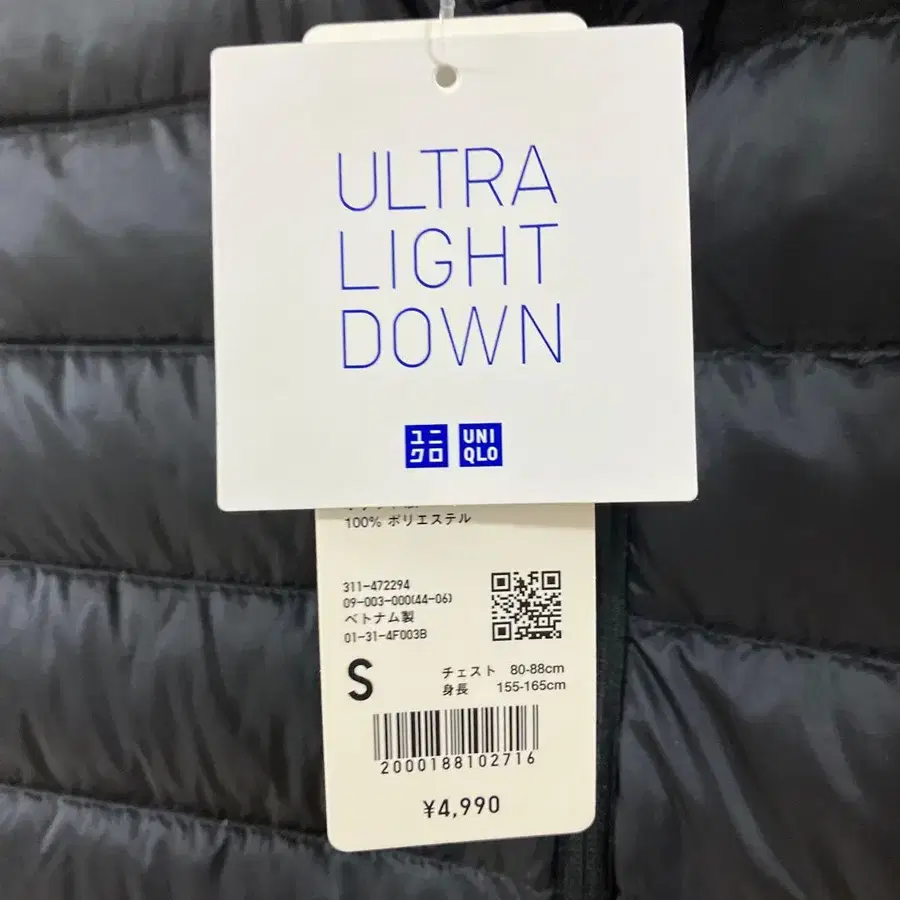 ULTRA
LIGHT
DOWN
ユニ
クロ
UNI
QLO
100% ポリエステル
311-472294
09-003-000(44-06)
ベトナム製
01-31-4F003B
S
チェスト 80-88cm
身長 155-165cm
2000188102716
¥4,990